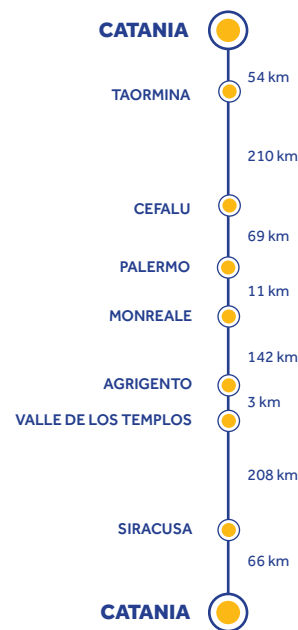 CATANIA
54 km
TAORMINA
210 km
CEFALU
69 km
PALERMO
11 km
MONREALE
142 km
AGRIGENTO
3 km
VALLE DE LOS TEMPLOS
208 km
SIRACUSA
66 km
CATANIA